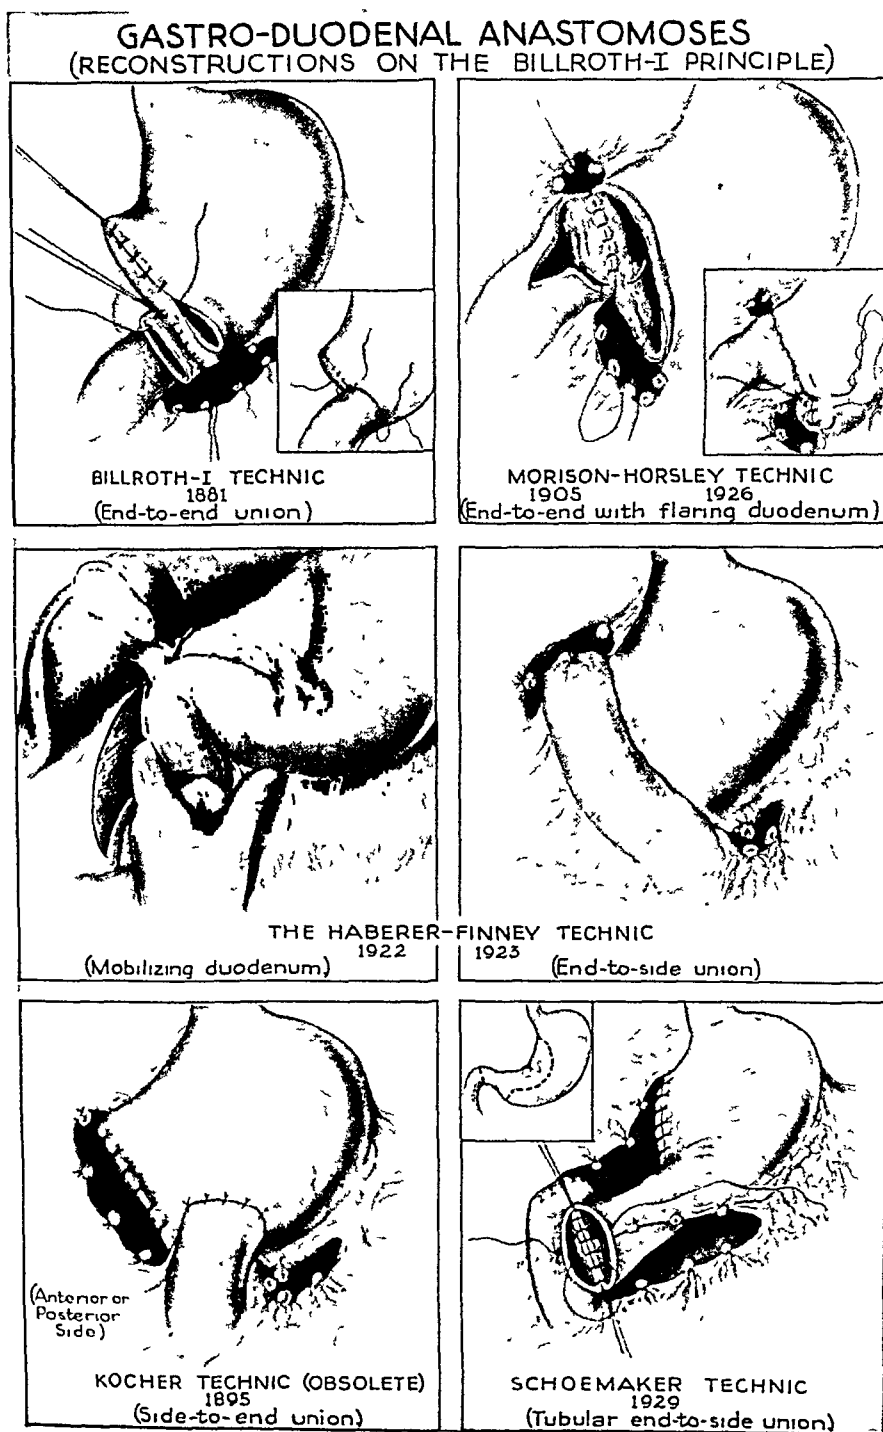 GASTRO-DUODENAL ANASTOMOSES
(RECONSTRUCTIONS ON THE BILLROTH-I PRINCIPLE)
BILLROTH-I TECHNIC
1881
(End-to-end union)
MORISON-HORSLEY TECHNIC
1905 1926
(End-to-end with flaring duodenum)
THE HABERER-FINNEY TECHNIC
1922 1923
(Mobilizing duodenum) (End-to-side union)
(Anterior or
Posterior
Side)
KOCHER TECHNIC (OBSOLETE)
1895
(Side-to-end union)
SCHOEMAKER TECHNIC
1929
(Tubular end-to-side union)